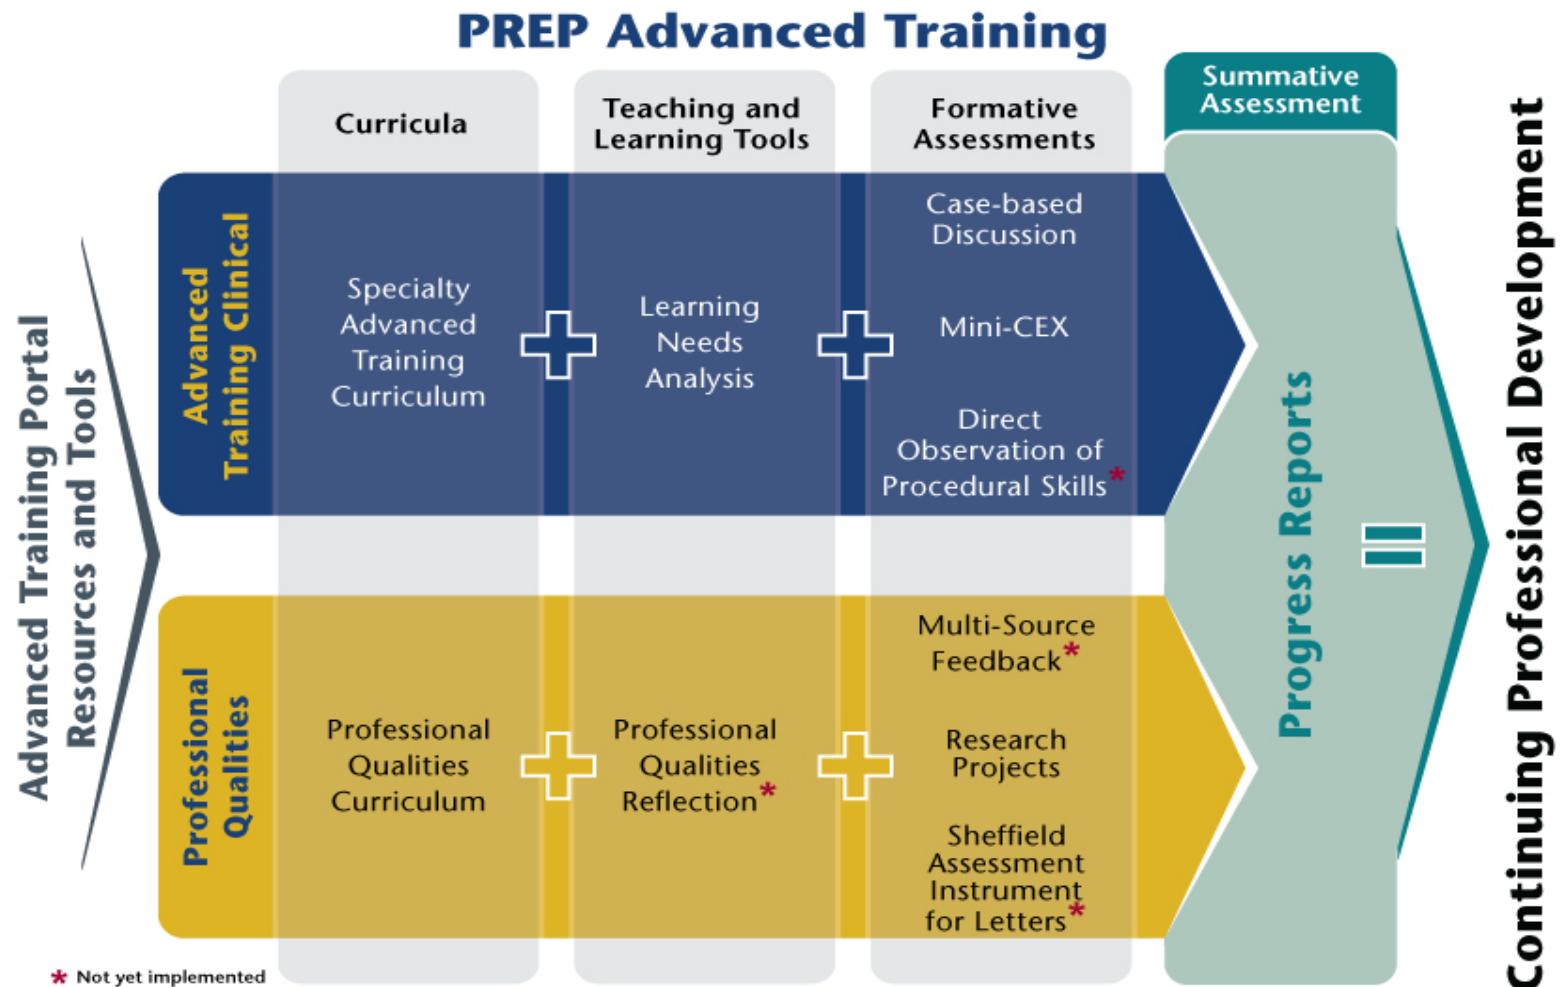 PREP Advanced Training
Curricula
Teaching and
Learning Tools
Formative
Assessments
Summative
Assessment
Advanced Training Portal
Resources and Tools
Advanced
Training Clinical
Specialty
Advanced
Training
Curriculum
Learning
Needs
Analysis
Case-based
Discussion
Mini-CEX
Direct
Observation of
Procedural Skills*
Professional
Qualities
Professional
Qualities
Curriculum
Professional
Qualities
Reflection*
Multi-Source
Feedback*
Research
Projects
Sheffield
Assessment
Instrument
for Letters*
Progress Reports
Continuing Professional Development
* Not yet implemented